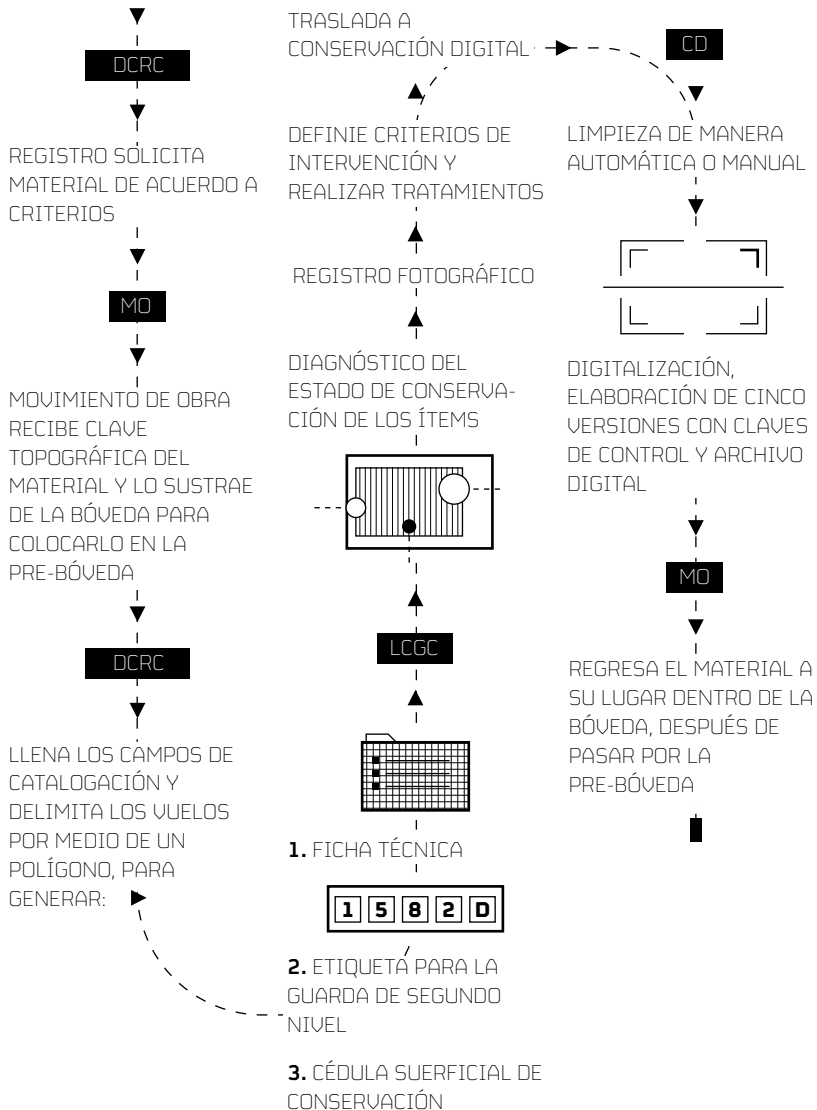 DCRC
REGISTRO SOLICITA
MATERIAL DE ACUERDO A
CRITERIOS
MO
MOVIMIENTO DE OBRA
RECIBE CLAVE
TOPOGRÁFICA DEL
MATERIAL Y LO SUSTRAE
DE LA BÓVEDA PARA
COLOCARLO EN LA
PRE-BÓVEDA
DCRC
LLENA LOS CAMPOS DE
CATALOGACIÓN Y
DELIMITA LOS VUELOS
POR MEDIO DE UN
POLÍGONO, PARA
GENERAR:
1. FICHA TÉCNICA
1 5 8 2 D
2. ETIQUETA PARA LA
GUARDA DE SEGUNDO
NIVEL
3. CÉDULA SUERFICIAL DE
CONSERVACIÓN
LCGC
DIAGNÓSTICO DEL
ESTADO DE CONSERVA-
CIÓN DE LOS ÍTEMS
REGISTRO FOTOGRÁFICO
DEFINIE CRITERIOS DE
INTERVENCIÓN Y
REALIZAR TRATAMIENTOS
TRASLADA A
CONSERVACIÓN DIGITAL
CD
LIMPIEZA DE MANERA
AUTOMÁTICA O MANUAL
DIGITALIZACIÓN,
ELABORACIÓN DE CINCO
VERSIONES CON CLAVES
DE CONTROL Y ARCHIVO
DIGITAL
MO
REGRESA EL MATERIAL A
SU LUGAR DENTRO DE LA
BÓVEDA, DESPUÉS DE
PASAR POR LA
PRE-BÓVEDA